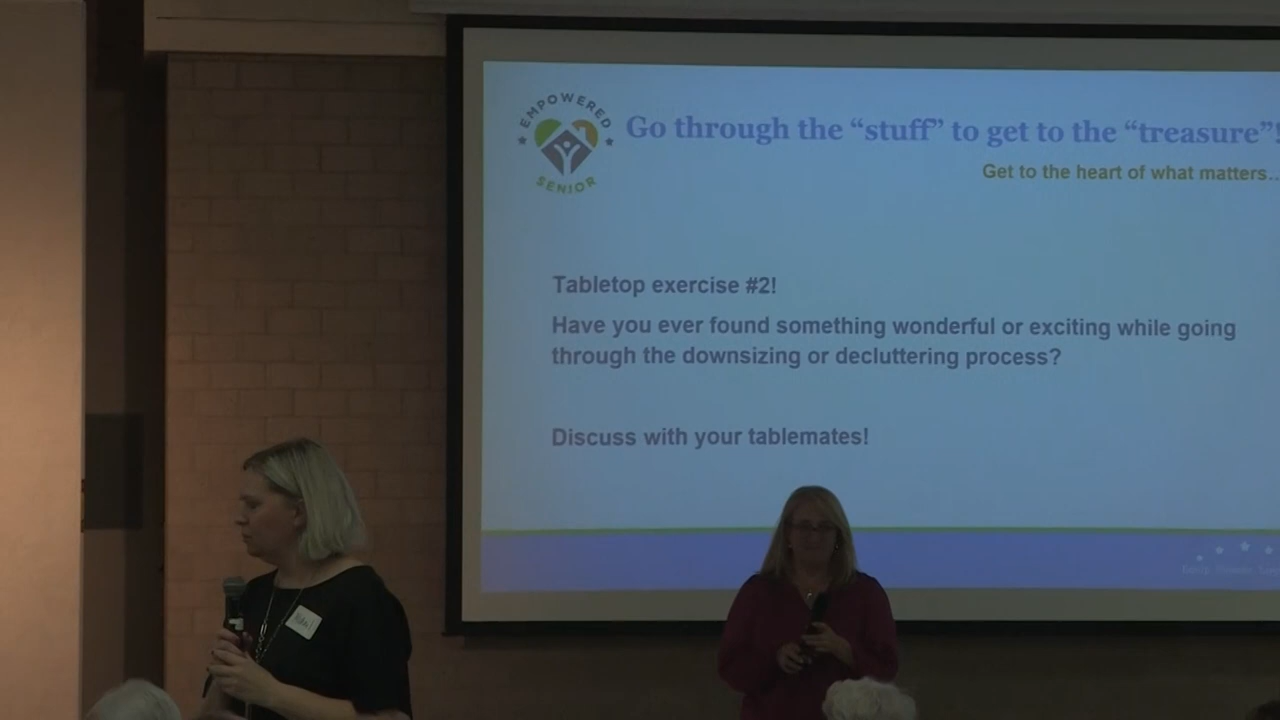 EMPOWERED
SENIOR
Go through the “stuff” to get to the “treasure”!
Get to the heart of what matters...
Tabletop exercise #2!
Have you ever found something wonderful or exciting while going
through the downsizing or decluttering process?
Discuss with your tablemates!